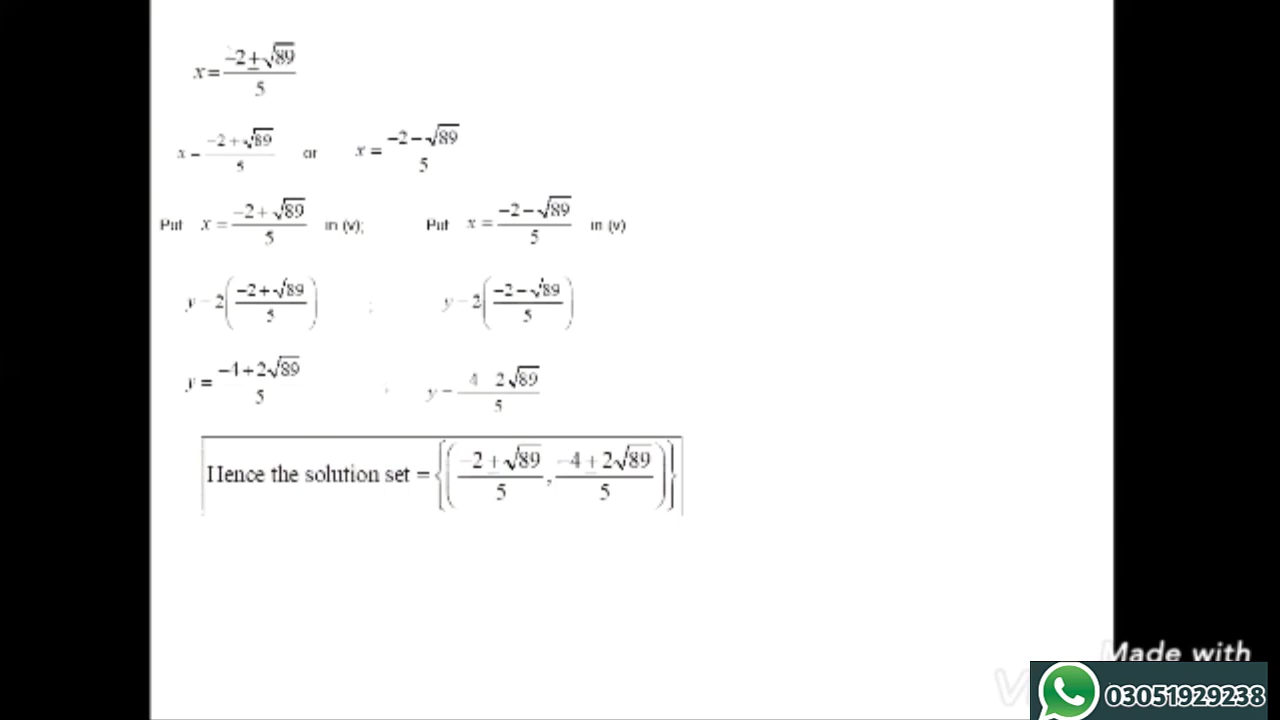 x = (−2 ± √89)/5
x = (−2 + √89)/5 or x = (−2 − √89)/5
Put x = (−2 + √89)/5 in (v); Put x = (−2 − √89)/5 in (v)
y = 2((−2 + √89)/5) ; y = 2((−2 − √89)/5)
y = (−4 + 2√89)/5 ; y = (−4 − 2√89)/5
Hence the solution set = {((−2 ± √89)/5, (−4 ± 2√89)/5)}
Made with
03051929238